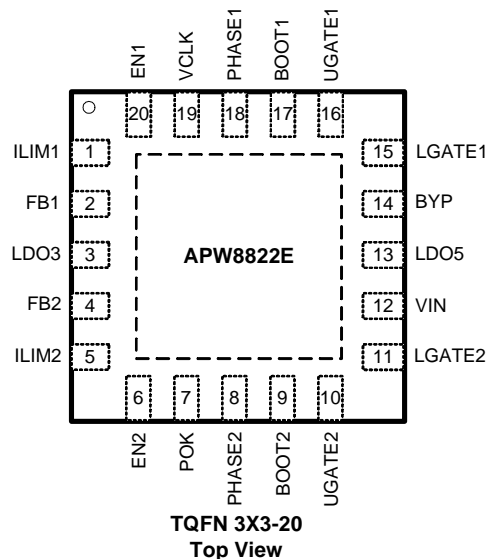 EN1
VCLK
PHASE1
BOOT1
UGATE1
20
19
18
17
16
ILIM1
1
15
LGATE1
FB1
2
14
BYP
LDO3
3
APW8822E
13
LDO5
FB2
4
12
VIN
ILIM2
5
11
LGATE2
6
7
8
9
10
EN2
POK
PHASE2
BOOT2
UGATE2
TQFN 3X3-20
Top View